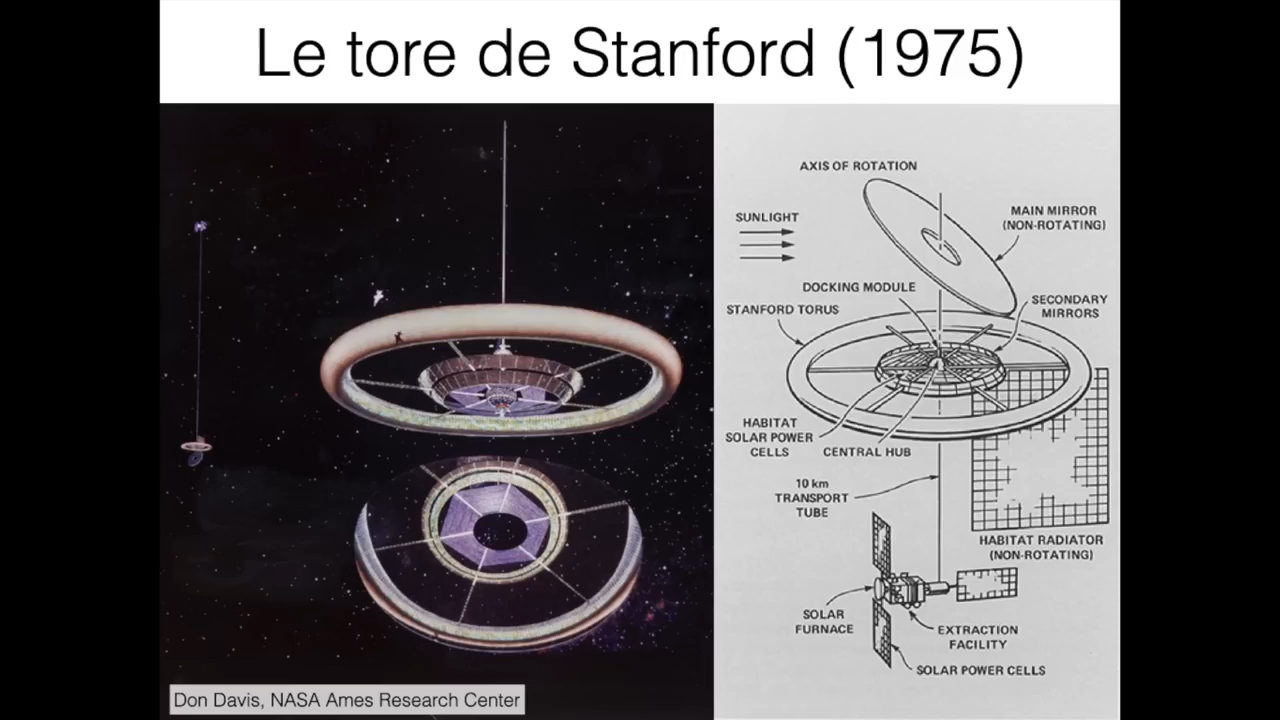 Le tore de Stanford (1975)
AXIS OF ROTATION
SUNLIGHT
MAIN MIRROR
(NON-ROTATING)
DOCKING MODULE
STANFORD TORUS
SECONDARY
MIRRORS
HABITAT
SOLAR POWER
CELLS
CENTRAL HUB
10 km
TRANSPORT
TUBE
HABITAT RADIATOR
(NON-ROTATING)
SOLAR
FURNACE
EXTRACTION
FACILITY
SOLAR POWER CELLS
Don Davis, NASA Ames Research Center